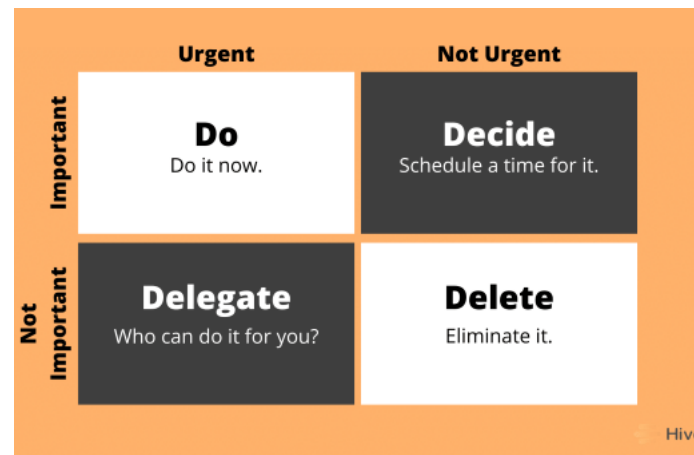 Urgent
Not Urgent
Important
Do
Do it now.
Decide
Schedule a time for it.
Not
Important
Delegate
Who can do it for you?
Delete
Eliminate it.